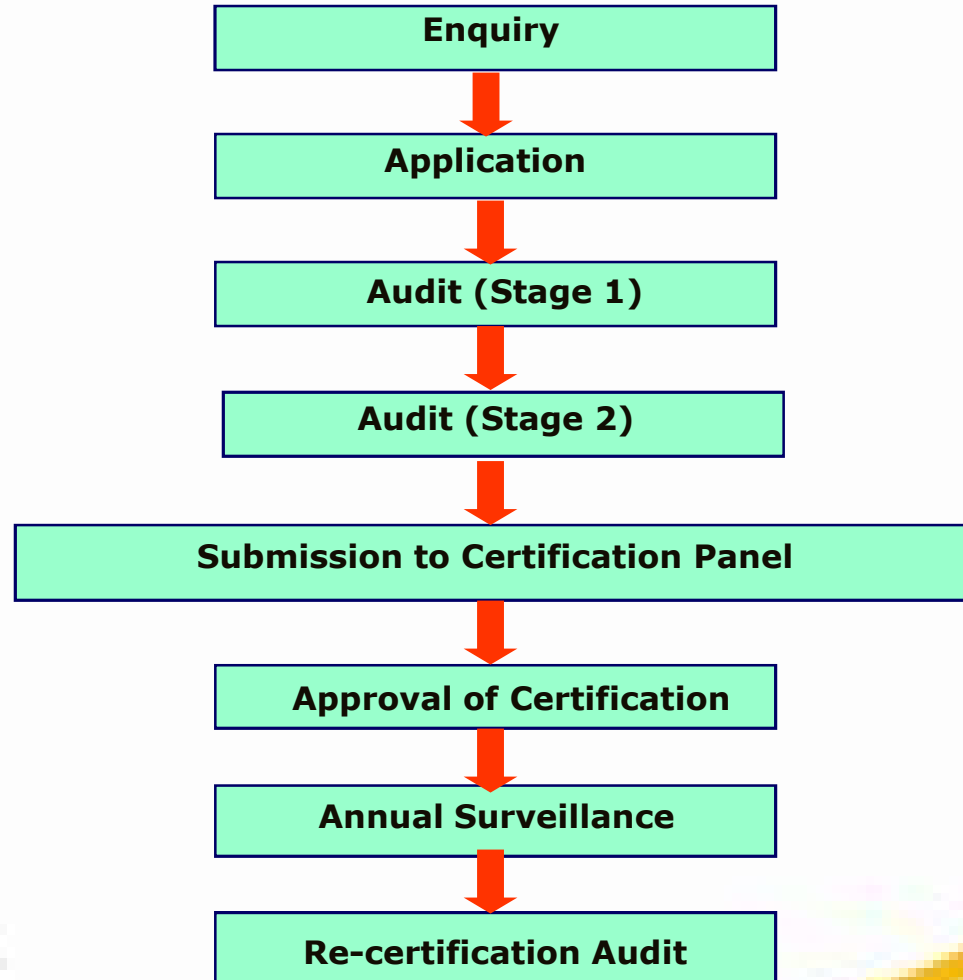 Enquiry
Application
Audit (Stage 1)
Audit (Stage 2)
Submission to Certification Panel
Approval of Certification
Annual Surveillance
Re-certification Audit